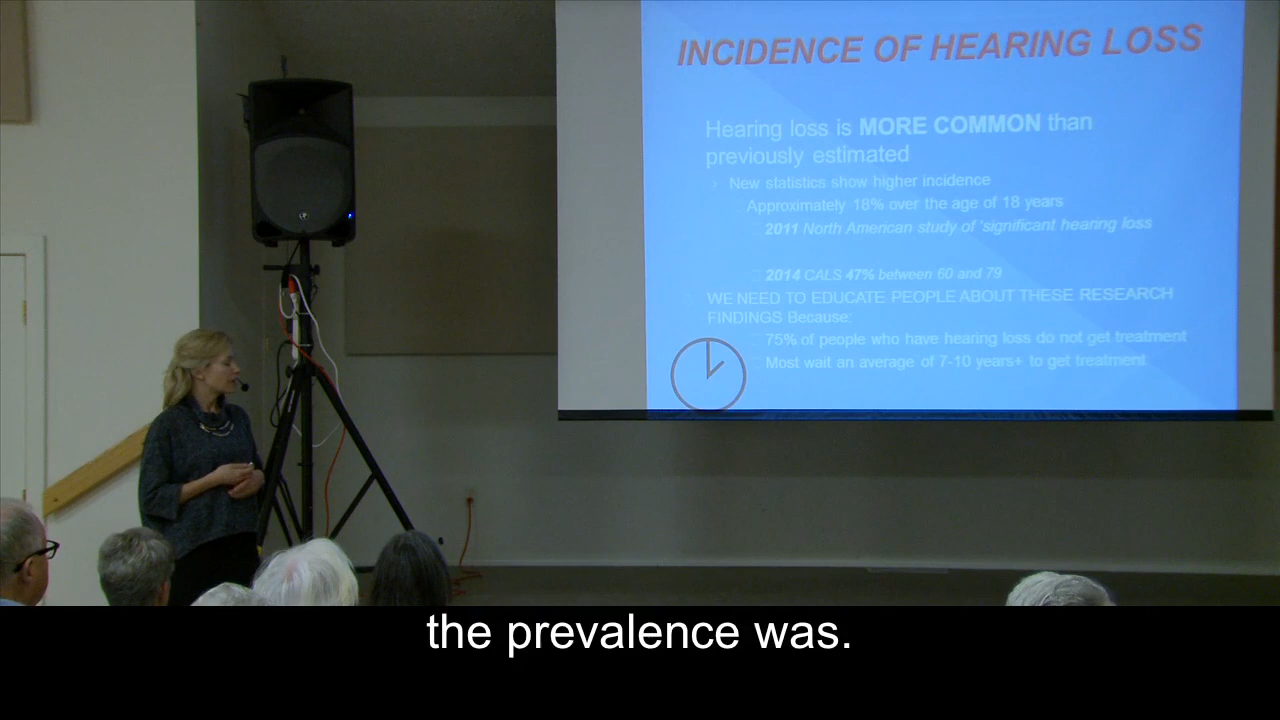 INCIDENCE OF HEARING LOSS
Hearing loss is MORE COMMON than
previously estimated
New statistics show higher incidence
Approximately 18% over the age of 18 years
2011 North American study of 'significant hearing loss
2014 CALS 47% between 60 and 79
WE NEED TO EDUCATE PEOPLE ABOUT THESE RESEARCH
FINDINGS Because:
75% of people who have hearing loss do not get treatment
Most wait an average of 7-10 years+ to get treatment
the prevalence was.